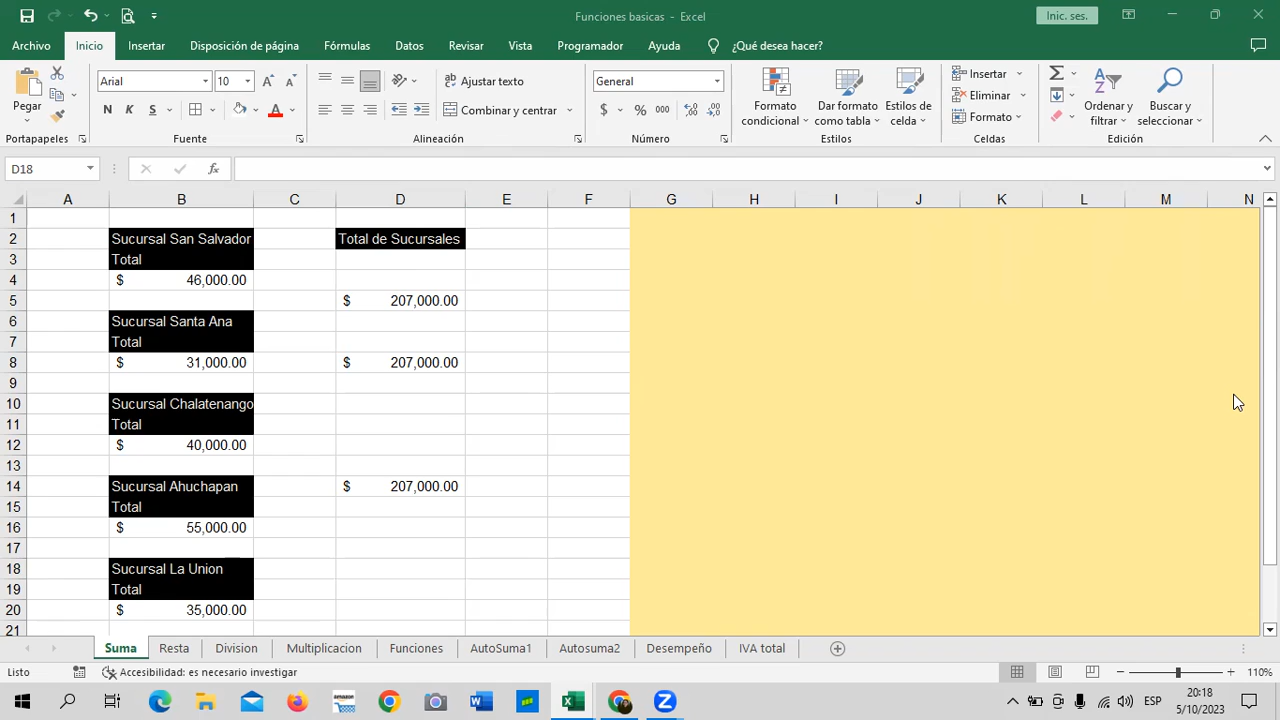 Funciones basicas - Excel
Inic. ses.
Archivo Inicio Insertar Disposición de página Fórmulas Datos Revisar Vista Programador Ayuda ¿Qué desea hacer?
Pegar
Arial 10
N K S
Ajustar texto
Combinar y centrar
General
$ % 000
Formato condicional
Dar formato como tabla
Estilos de celda
Insertar
Eliminar
Formato
Ordenar y filtrar
Buscar y seleccionar
Portapapeles Fuente Alineación Número Estilos Celdas Edición
D18 fx
A B C D E F G H I J K L M N
1
2 Sucursal San Salvador Total de Sucursales
3 Total
4 $ 46,000.00
5 $ 207,000.00
6 Sucursal Santa Ana
7 Total
8 $ 31,000.00 $ 207,000.00
9
10 Sucursal Chalatenango
11 Total
12 $ 40,000.00
13
14 Sucursal Ahuchapan $ 207,000.00
15 Total
16 $ 55,000.00
17
18 Sucursal La Union
19 Total
20 $ 35,000.00
21
Suma Resta Division Multiplicacion Funciones AutoSuma1 Autosuma2 Desempeño IVA total
Listo Accesibilidad: es necesario investigar 110%
ESP 20:18
5/10/2023